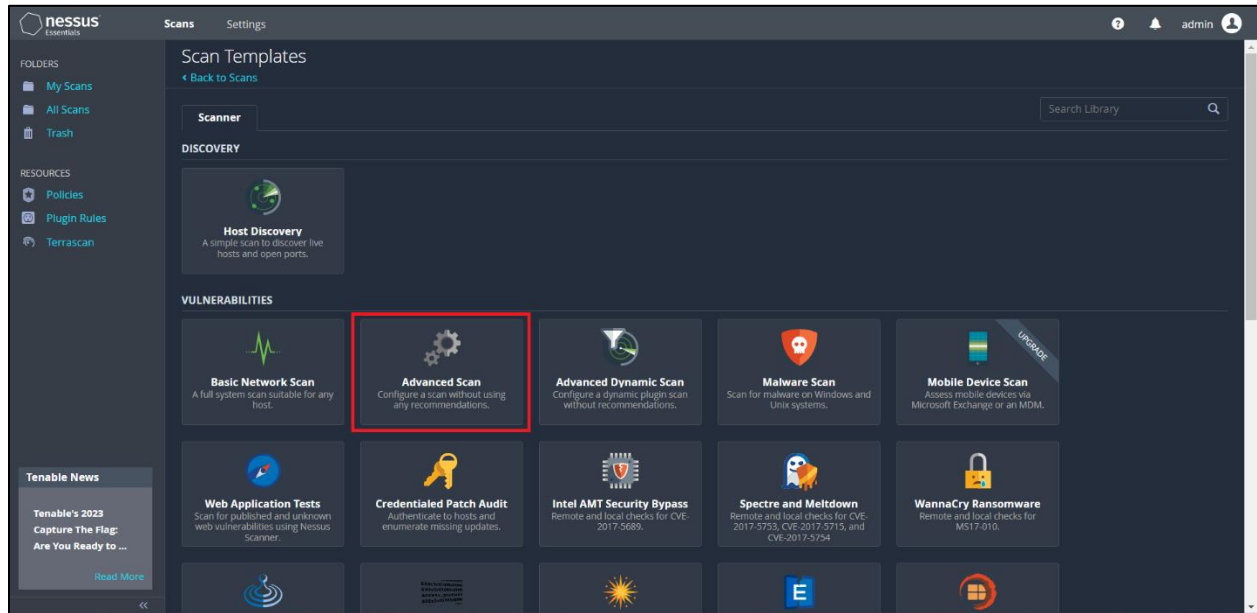 nessus
Essentials
Scans
Settings
admin
FOLDERS
My Scans
All Scans
Trash
RESOURCES
Policies
Plugin Rules
Terrascan
Tenable News
Tenable's 2023
Capture The Flag:
Are You Ready to ...
Read More
Scan Templates
Back to Scans
Scanner
Search Library
DISCOVERY
Host Discovery
A simple scan to discover live
hosts and open ports.
VULNERABILITIES
Basic Network Scan
A full system scan suitable for any
host.
Advanced Scan
Configure a scan without using
any recommendations.
Advanced Dynamic Scan
Configure a dynamic plugin scan
without recommendations.
Malware Scan
Scan for malware on Windows and
Unix systems.
UPGRADE
Mobile Device Scan
Assess mobile devices via
Microsoft Exchange or an MDM.
Web Application Tests
Scan for published and unknown
web vulnerabilities using Nessus
Scanner.
Credentialed Patch Audit
Authenticate to hosts and
enumerate missing updates.
Intel AMT Security Bypass
Remote and local checks for CVE-
2017-5689.
Spectre and Meltdown
Remote and local checks for CVE-
2017-5753, CVE-2017-5715, and
CVE-2017-5754
WannaCry Ransomware
Remote and local checks for
MS17-010.